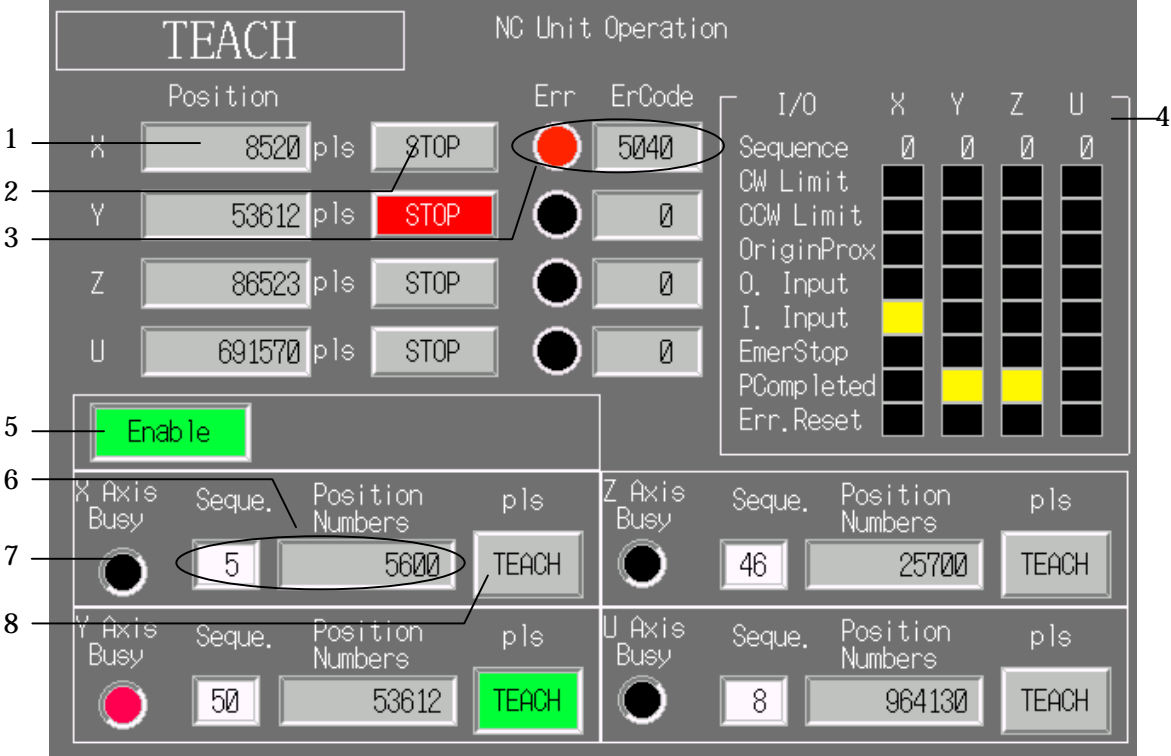 TEACH NC Unit Operation
Position Err ErCode
I/O X Y Z U
4
1 X 8520 pls STOP 5040
Sequence 0 0 0 0
CW Limit
2
Y 53612 pls STOP 0
CCW Limit
3
OriginProx
Z 86523 pls STOP 0
O. Input
I. Input
U 691570 pls STOP 0
EmerStop
PCompleted
Err.Reset
5 Enable
6
X Axis Busy Seque. Position Numbers pls
7 5 5600 TEACH
Z Axis Busy Seque. Position Numbers pls
46 25700 TEACH
8
Y Axis Busy Seque. Position Numbers pls
50 53612 TEACH
U Axis Busy Seque. Position Numbers pls
8 964130 TEACH